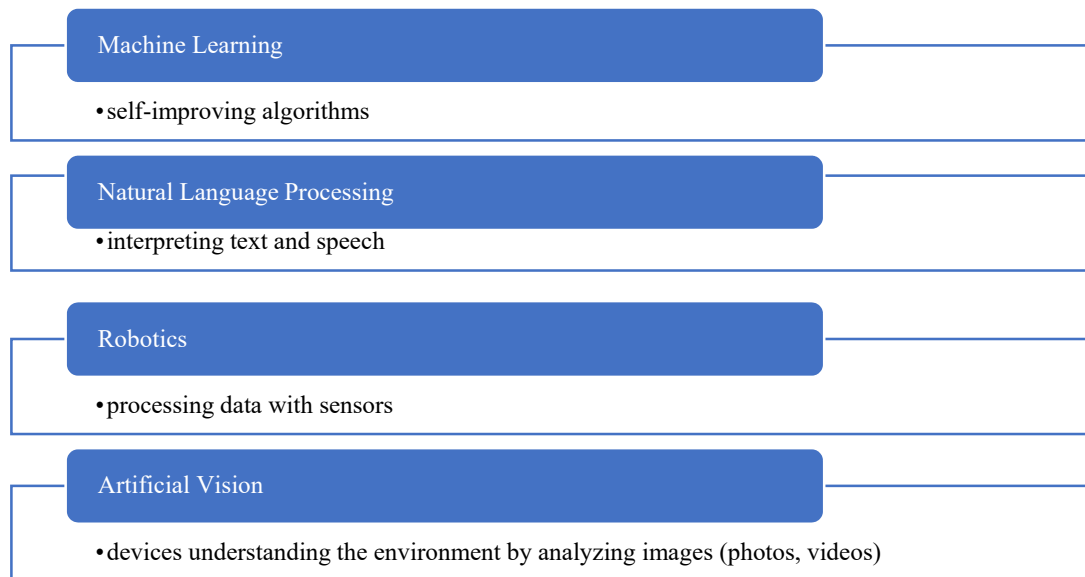 Machine Learning
•self-improving algorithms
Natural Language Processing
•interpreting text and speech
Robotics
•processing data with sensors
Artificial Vision
•devices understanding the environment by analyzing images (photos, videos)